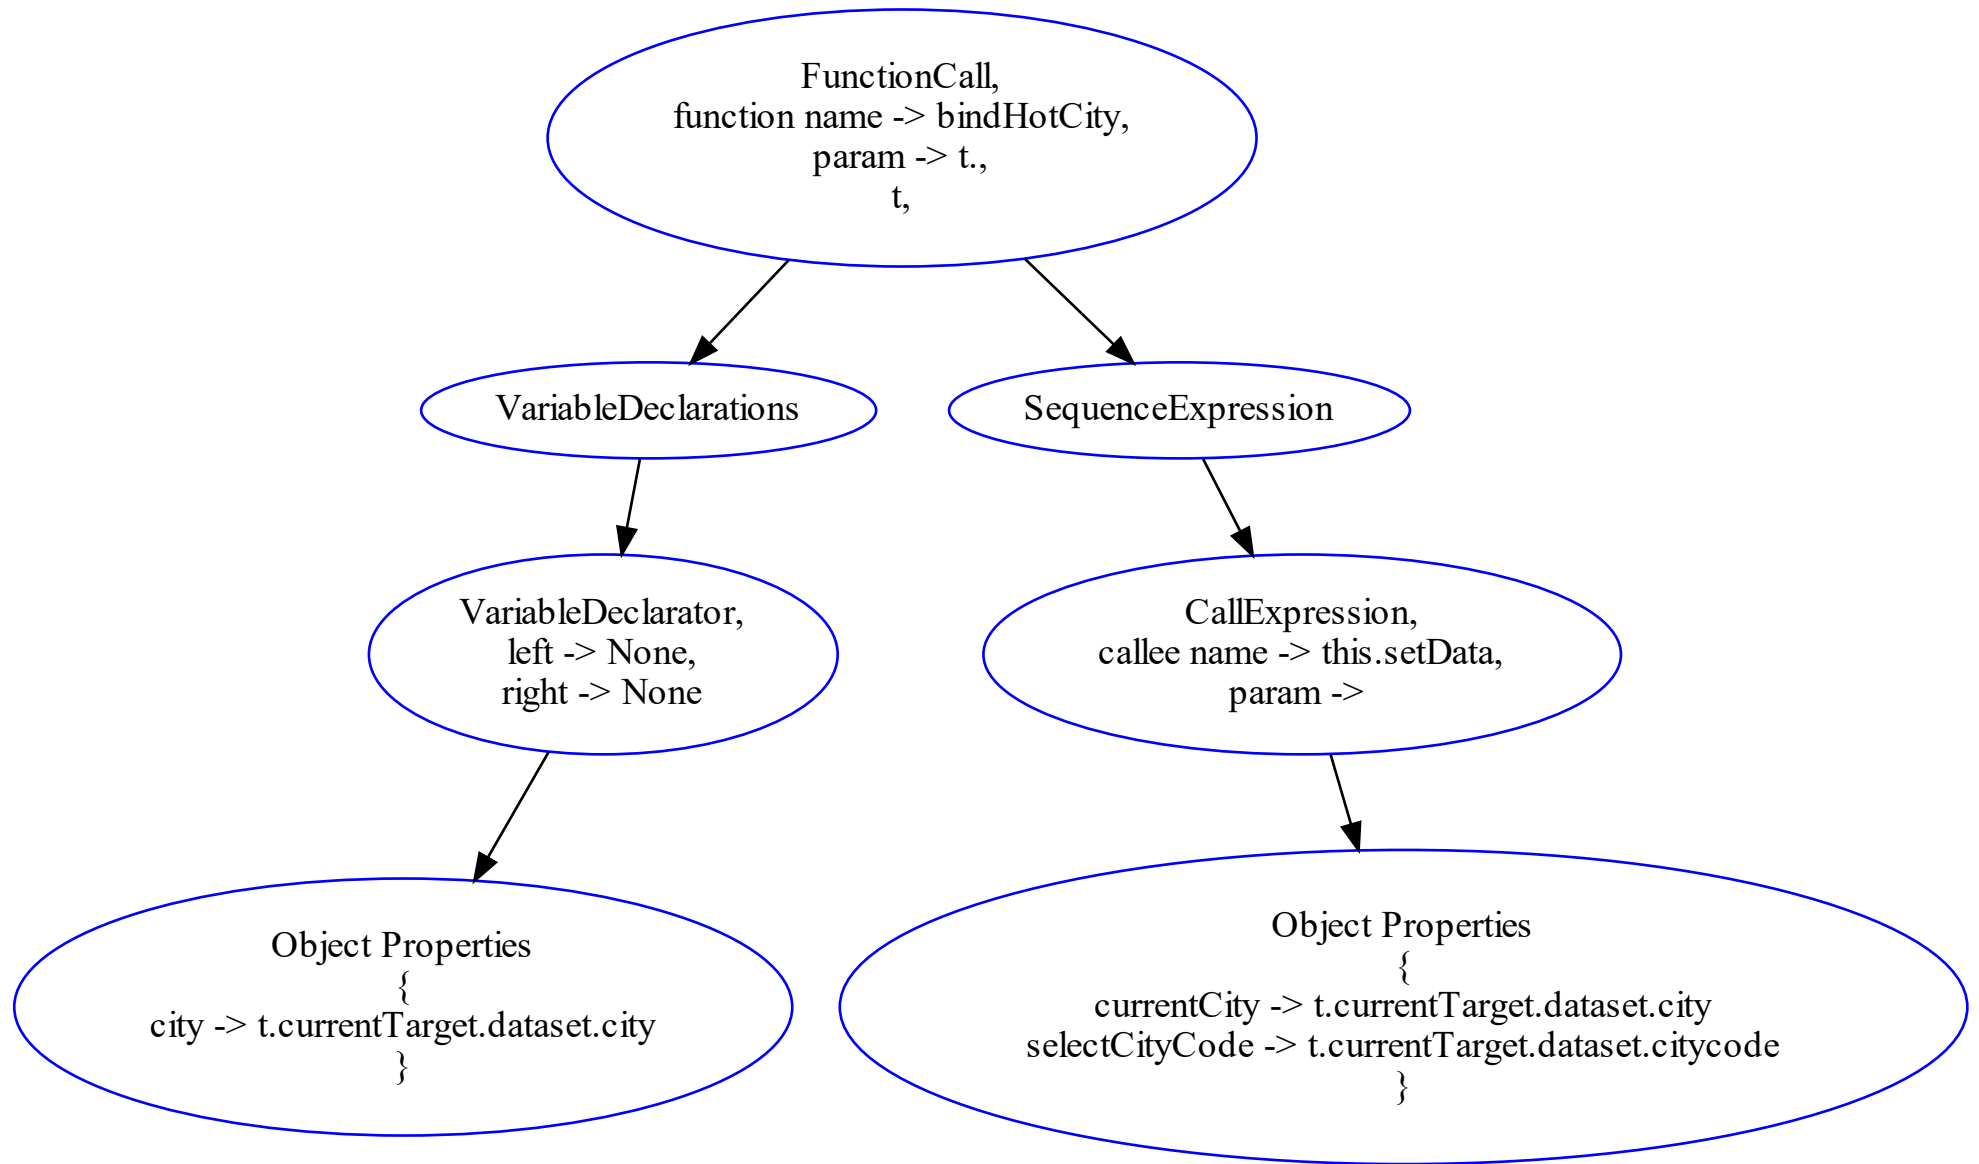 FunctionCall,
function name -> bindHotCity,
param -> t.,
t,
VariableDeclarations
SequenceExpression
VariableDeclarator,
left -> None,
right -> None
CallExpression,
callee name -> this.setData,
param ->
Object Properties
{
city -> t.currentTarget.dataset.city
}
Object Properties
{
currentCity -> t.currentTarget.dataset.city
selectCityCode -> t.currentTarget.dataset.citycode
}